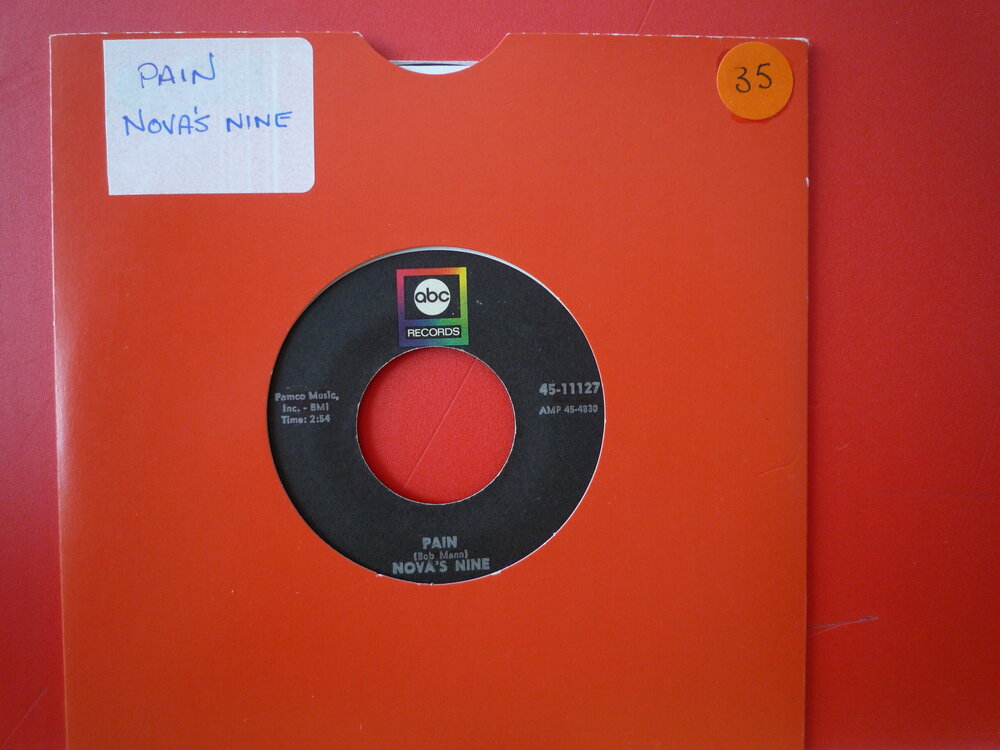 PAIN
NOVA'S NINE
35
abc
RECORDS
Pamco Music,
Inc. - BMI
Time: 2:54
45-11127
AMP 45-4830
PAIN
(Bob Mann)
NOVA'S NINE